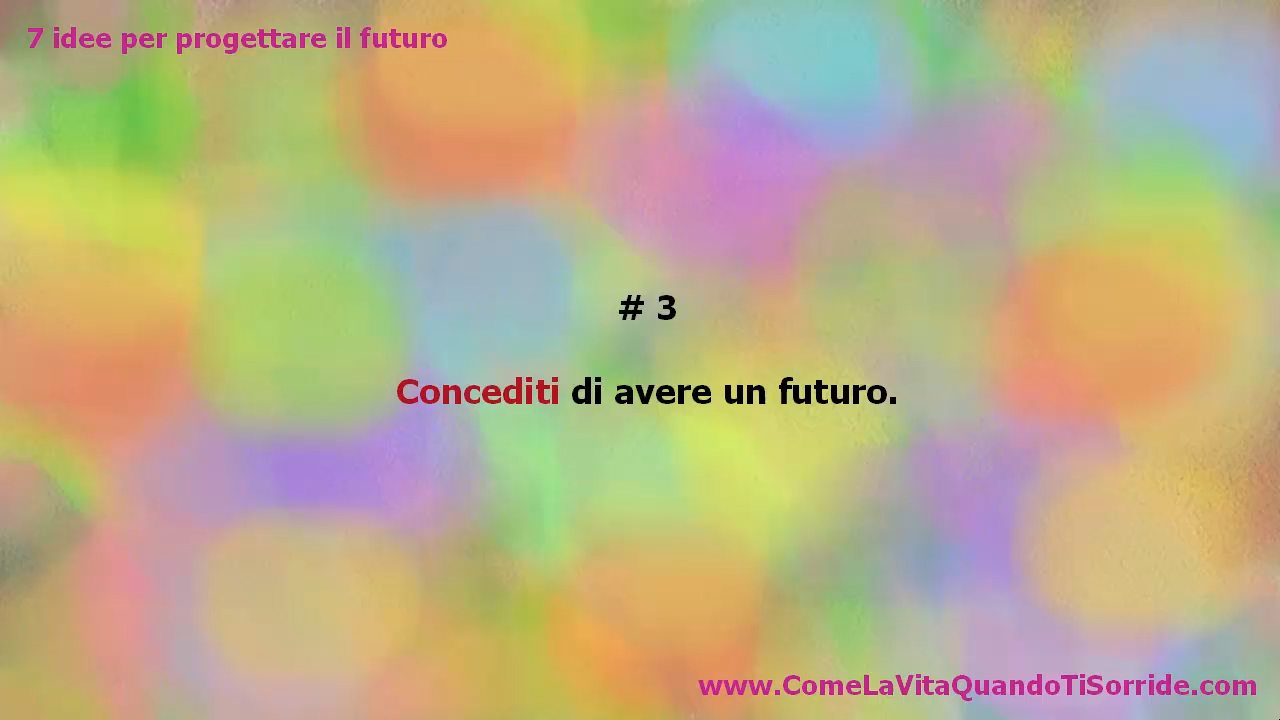 7 idee per progettare il futuro
# 3
Concediti di avere un futuro.
www.ComeLaVitaQuandoTiSorride.com